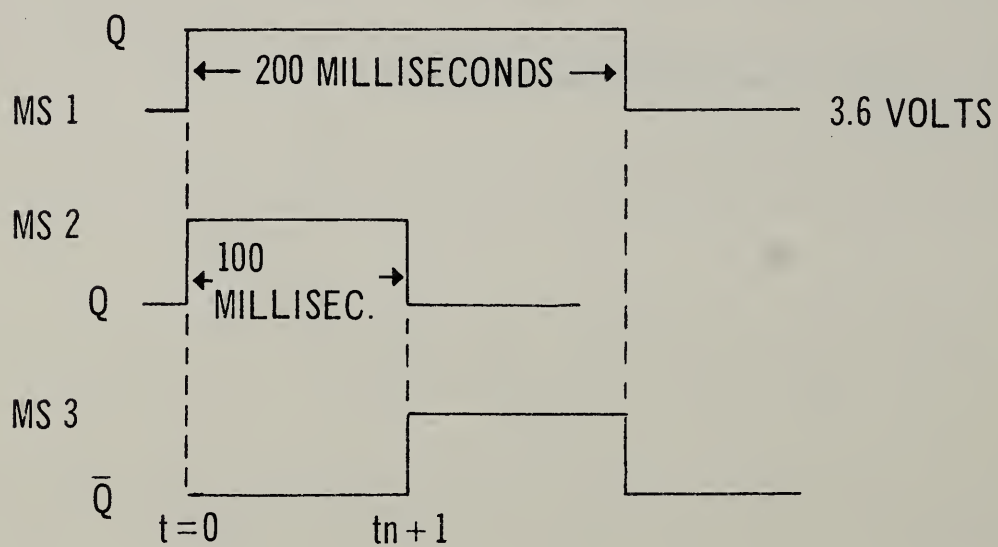 Q
200 MILLISECONDS
MS 1
3.6 VOLTS
MS 2
100
MILLISEC.
Q
MS 3
Q̅
t=0 tn+1